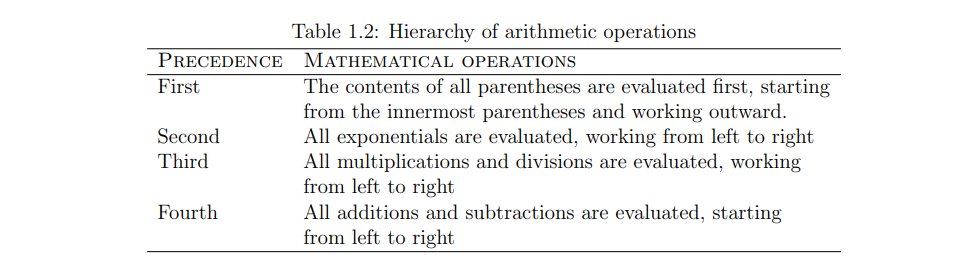 Table 1.2: Hierarchy of arithmetic operations
PRECEDENCE MATHEMATICAL OPERATIONS
First The contents of all parentheses are evaluated first, starting
from the innermost parentheses and working outward.
Second All exponentials are evaluated, working from left to right
Third All multiplications and divisions are evaluated, working
from left to right
Fourth All additions and subtractions are evaluated, starting
from left to right